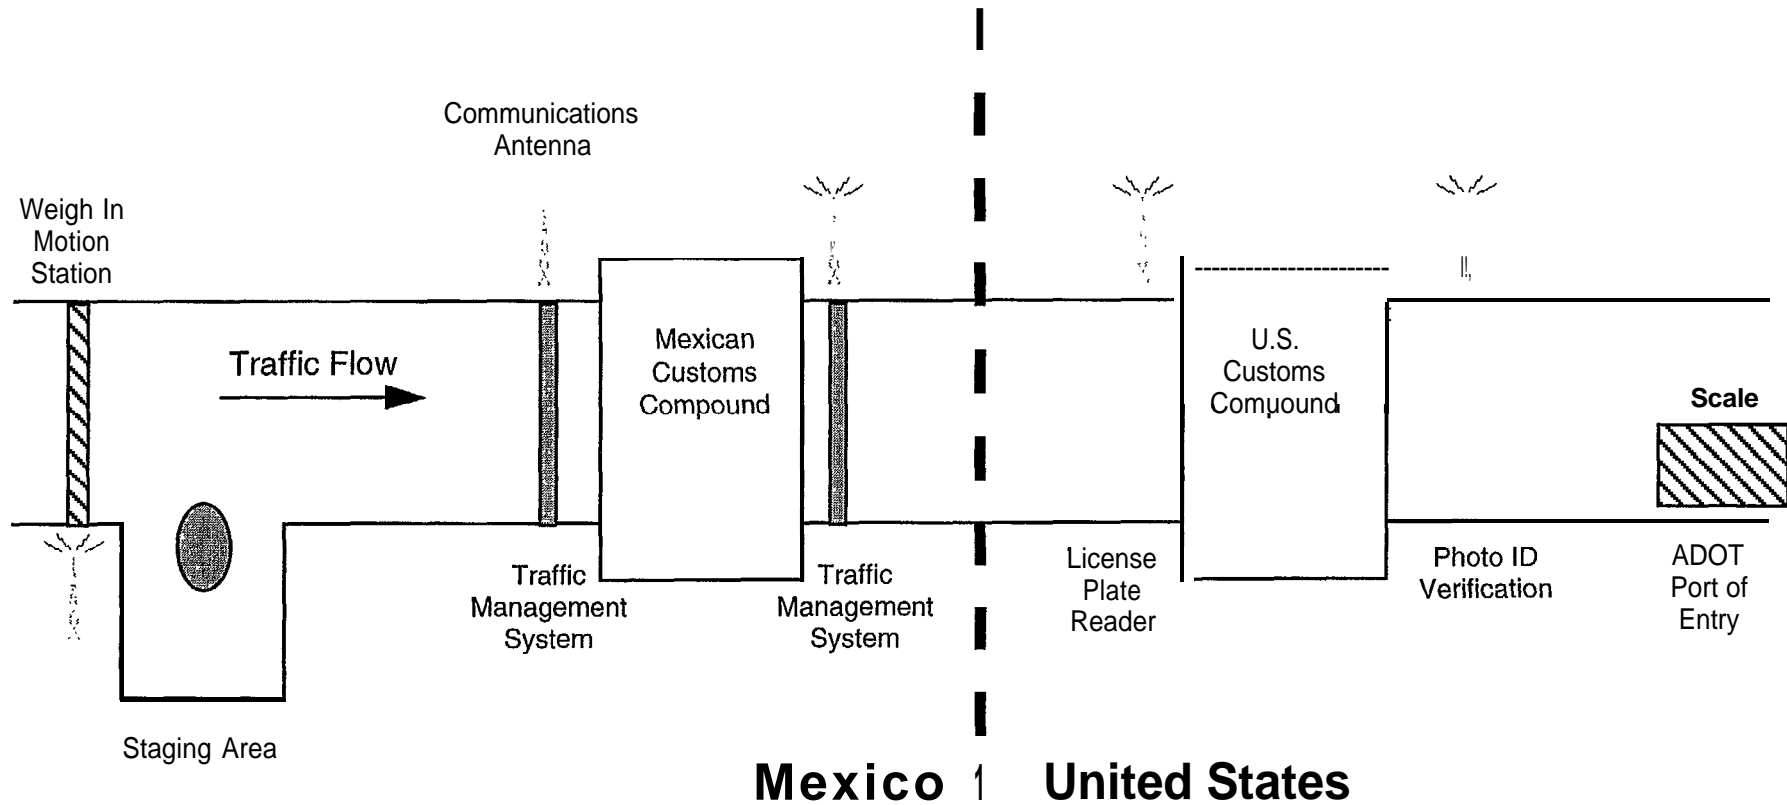 Communications
Antenna
Weigh In
Motion
Station
Traffic Flow
Mexican
Customs
Compound
U.S.
Customs
Compound
Scale
Traffic
Management
System
Traffic
Management
System
License
Plate
Reader
Photo ID
Verification
ADOT
Port of
Entry
Staging Area
Mexico 1 United States